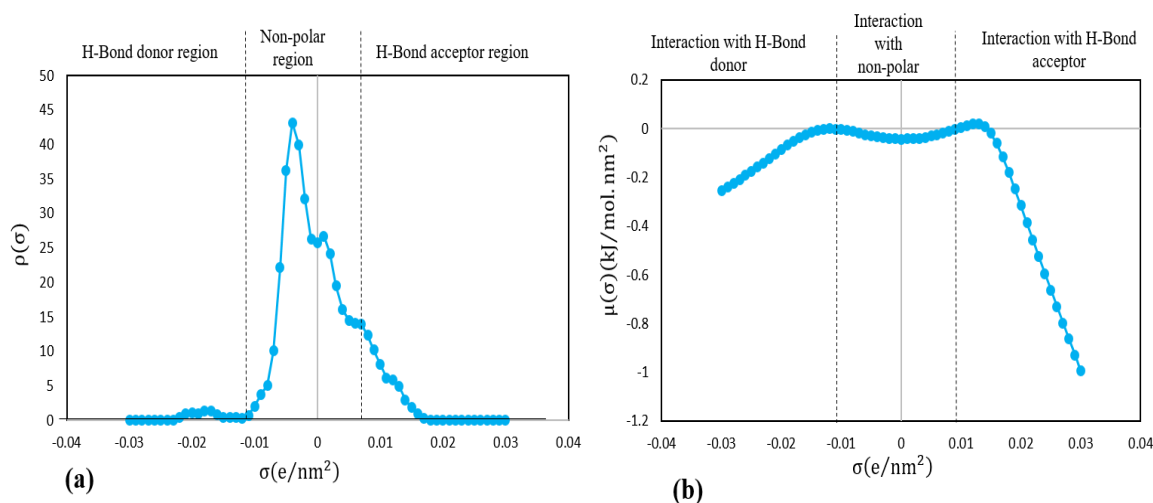 H-Bond donor region
Non-polar
region
H-Bond acceptor region
50
45
40
35
30
25
20
15
10
5
0
ρ(σ)
-0.04
-0.03
-0.02
-0.01
0
0.01
0.02
0.03
0.04
σ(e/nm²)
(a)
Interaction with H-Bond
donor
Interaction
with
non-polar
Interaction with H-Bond
acceptor
0.2
0
-0.2
-0.4
-0.6
-0.8
-1
-1.2
μ(σ)(kJ/mol. nm²)
-0.04
-0.03
-0.02
-0.01
0
0.01
0.02
0.03
0.04
σ(e/nm²)
(b)